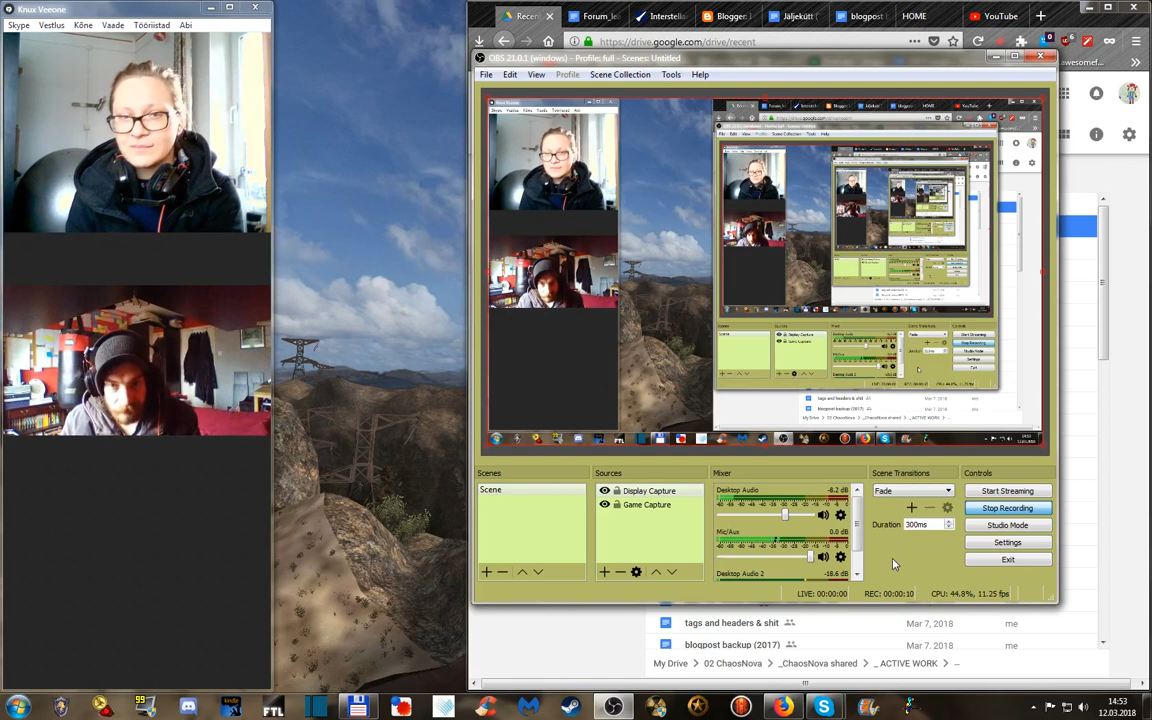 Knux Veeone
Skype Vestlus Kõne Vaade Tööriistad Abi
Recen
Forum_lea
Interstella
Blogger: I
Jäljekütt (
blogpost b
HOME
YouTube
https://drive.google.com/drive/recent
OBS 21.0.1 (windows) - Profile: full - Scenes: Untitled
File Edit View Profile Scene Collection Tools Help
awesomef
Scenes
Sources
Mixer
Scene Transitions
Controls
Scene
Display Capture
Game Capture
Desktop Audio -8.2 dB
Mic/Aux 0.0 dB
Desktop Audio 2 -18.6 dB
Fade
Duration 300ms
Start Streaming
Stop Recording
Studio Mode
Settings
Exit
LIVE: 00:00:00 REC: 00:00:10 CPU: 44.8%, 11.25 fps
tags and headers & shit Mar 7, 2018 me
blogpost backup (2017) Mar 7, 2018 me
My Drive > 02 ChaosNova > _ChaosNova shared > _ ACTIVE WORK >
99
kindle
FTL
14:53
12.03.2018